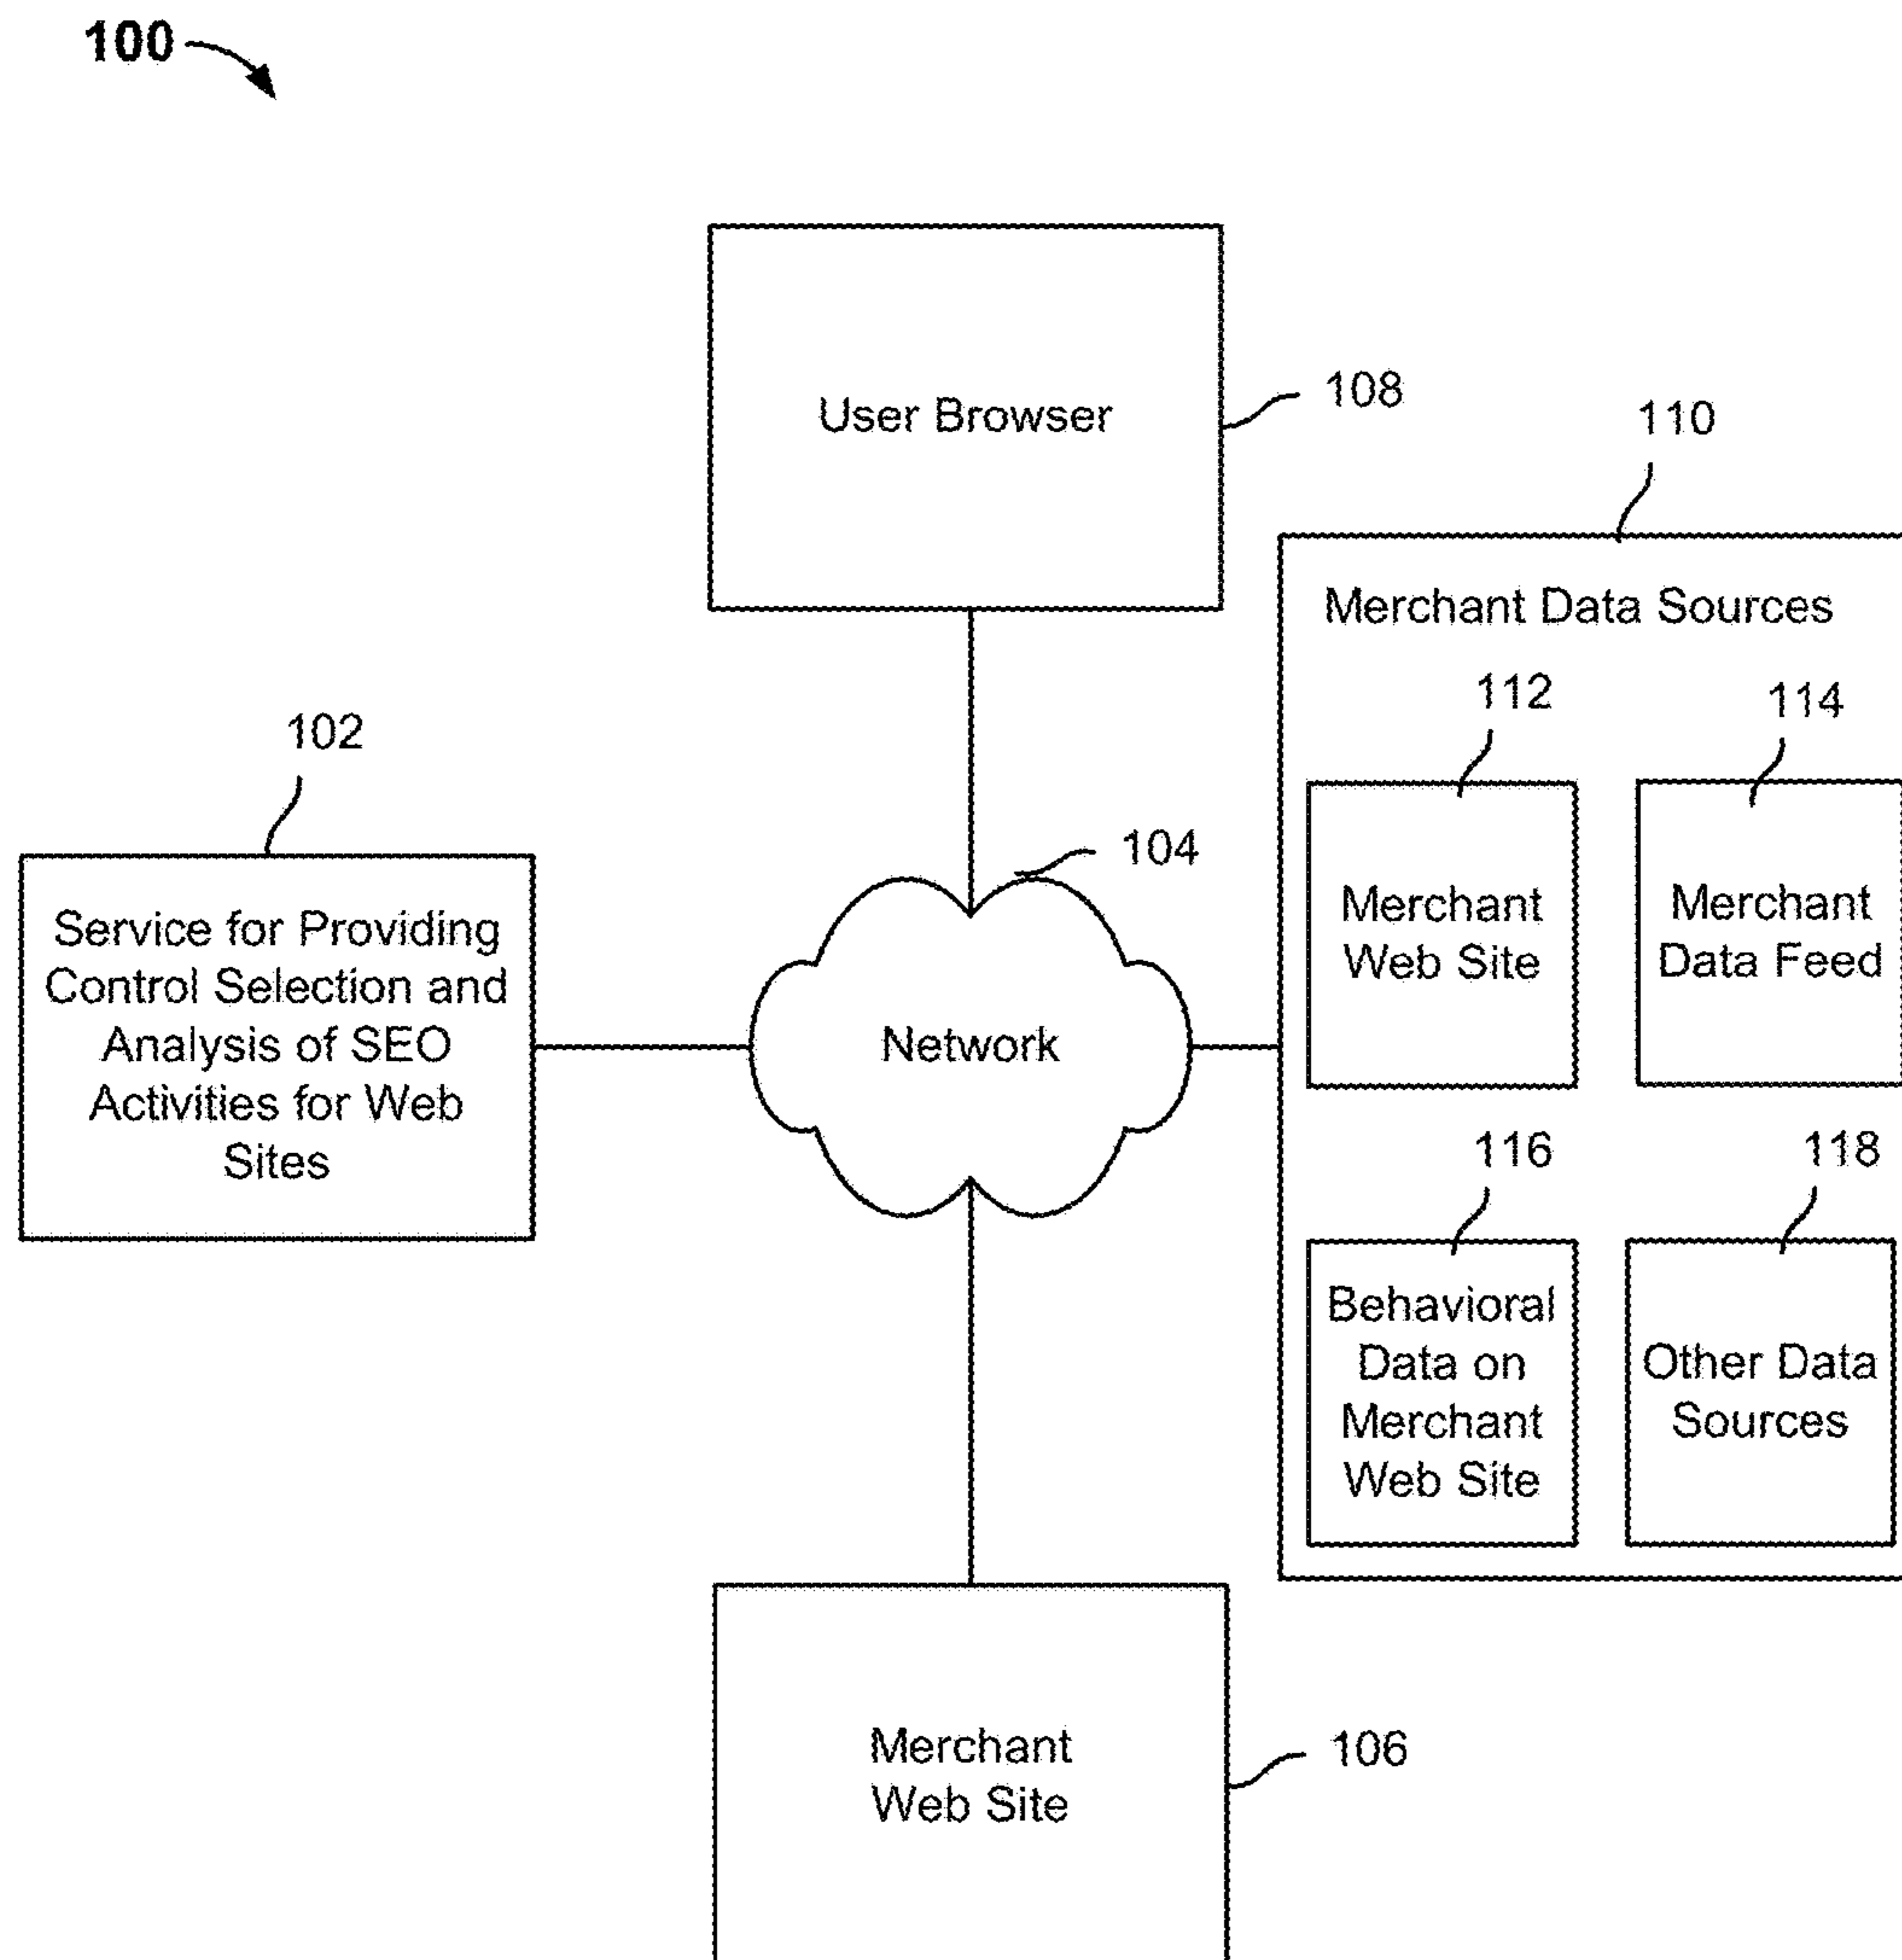 100
User Browser
108
110
Merchant Data Sources
112
114
Merchant
Web Site
Merchant
Data Feed
116
118
Behavioral
Data on
Merchant
Web Site
Other Data
Sources
102
Service for Providing
Control Selection and
Analysis of SEO
Activities for Web
Sites
104
Network
Merchant
Web Site
106